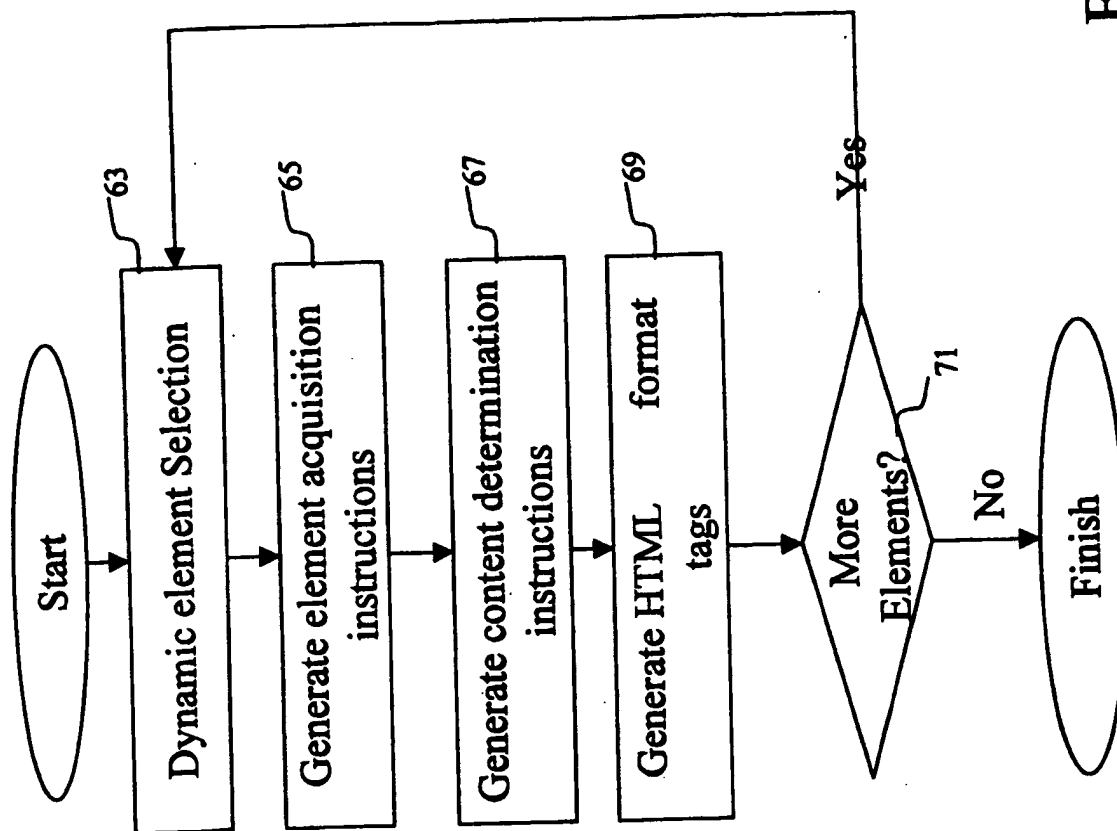 Start
63
Dynamic element Selection
65
Generate element acquisition
instructions
67
Generate content determination
instructions
69
Generate HTML format
tags
More
Elements?
71
Yes
No
Finish